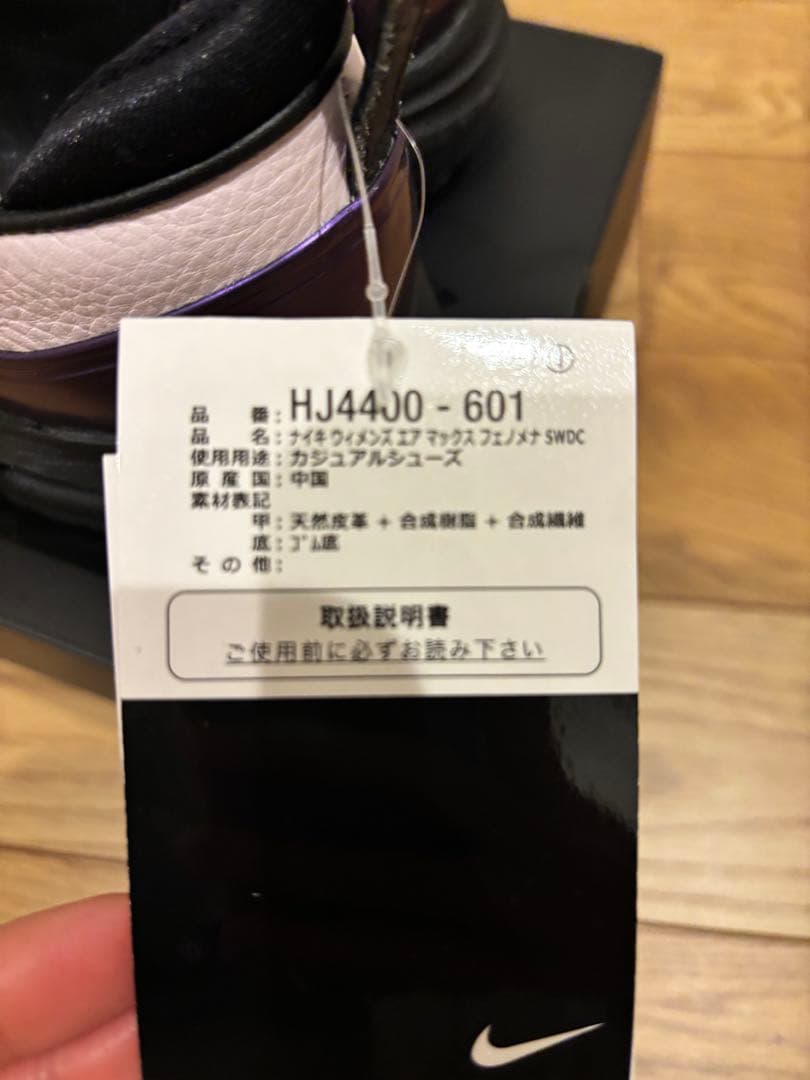 ①
品 番: HJ4400 - 601
品 名: ナイキ ウィメンズ エア マックス フェノメナ SWDC
使用用途: カジュアルシューズ
原 産 国: 中国
素材表記
甲: 天然皮革 + 合成樹脂 + 合成繊維
底: ゴム底
そ の 他:
取扱説明書
ご使用前に必ずお読み下さい